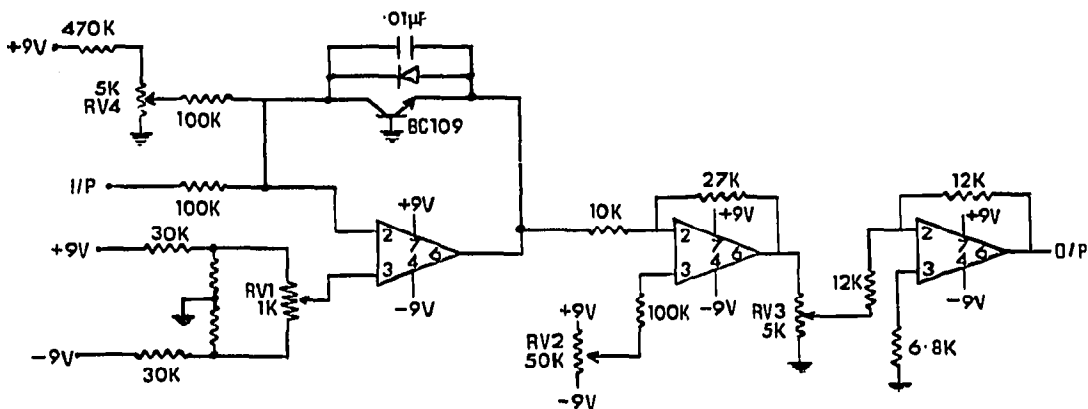 ·01µF
470K
+9V
5K
RV4
100K
BC109
I/P
100K
+9V
2
7
6
4
3
-9V
+9V
30K
RV1
1K
-9V
30K
10K
27K
+9V
2
7
6
4
3
-9V
100K
+9V
RV2
50K
-9V
RV3
5K
12K
12K
+9V
2
7
6
4
3
-9V
O/P
6·8K